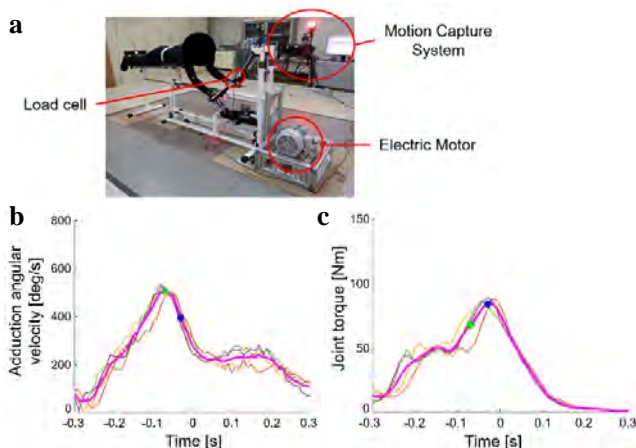 a
Motion Capture
System
Load cell
Electric Motor
b
c
800
600
400
200
0
Adduction angular
velocity [deg/s]
-0.3 -0.2 -0.1 0 0.1 0.2 0.3
Time [s]
150
100
50
0
Joint torque [Nm]
-0.3 -0.2 -0.1 0 0.1 0.2 0.3
Time [s]